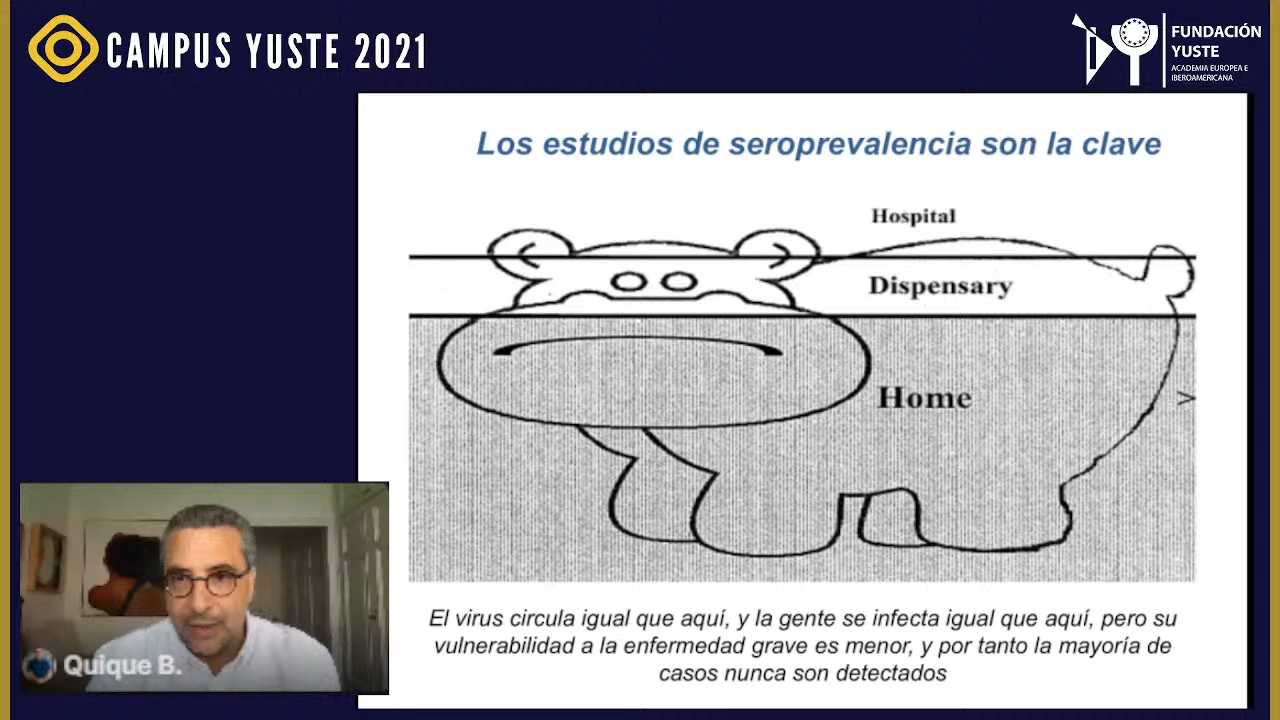 CAMPUS YUSTE 2021
FUNDACIÓN
YUSTE
ACADEMIA EUROPEA E
IBEROAMERICANA
Los estudios de seroprevalencia son la clave
Hospital
Dispensary
Home
>
El virus circula igual que aquí, y la gente se infecta igual que aquí, pero su
vulnerabilidad a la enfermedad grave es menor, y por tanto la mayoría de
casos nunca son detectados
Quique B.